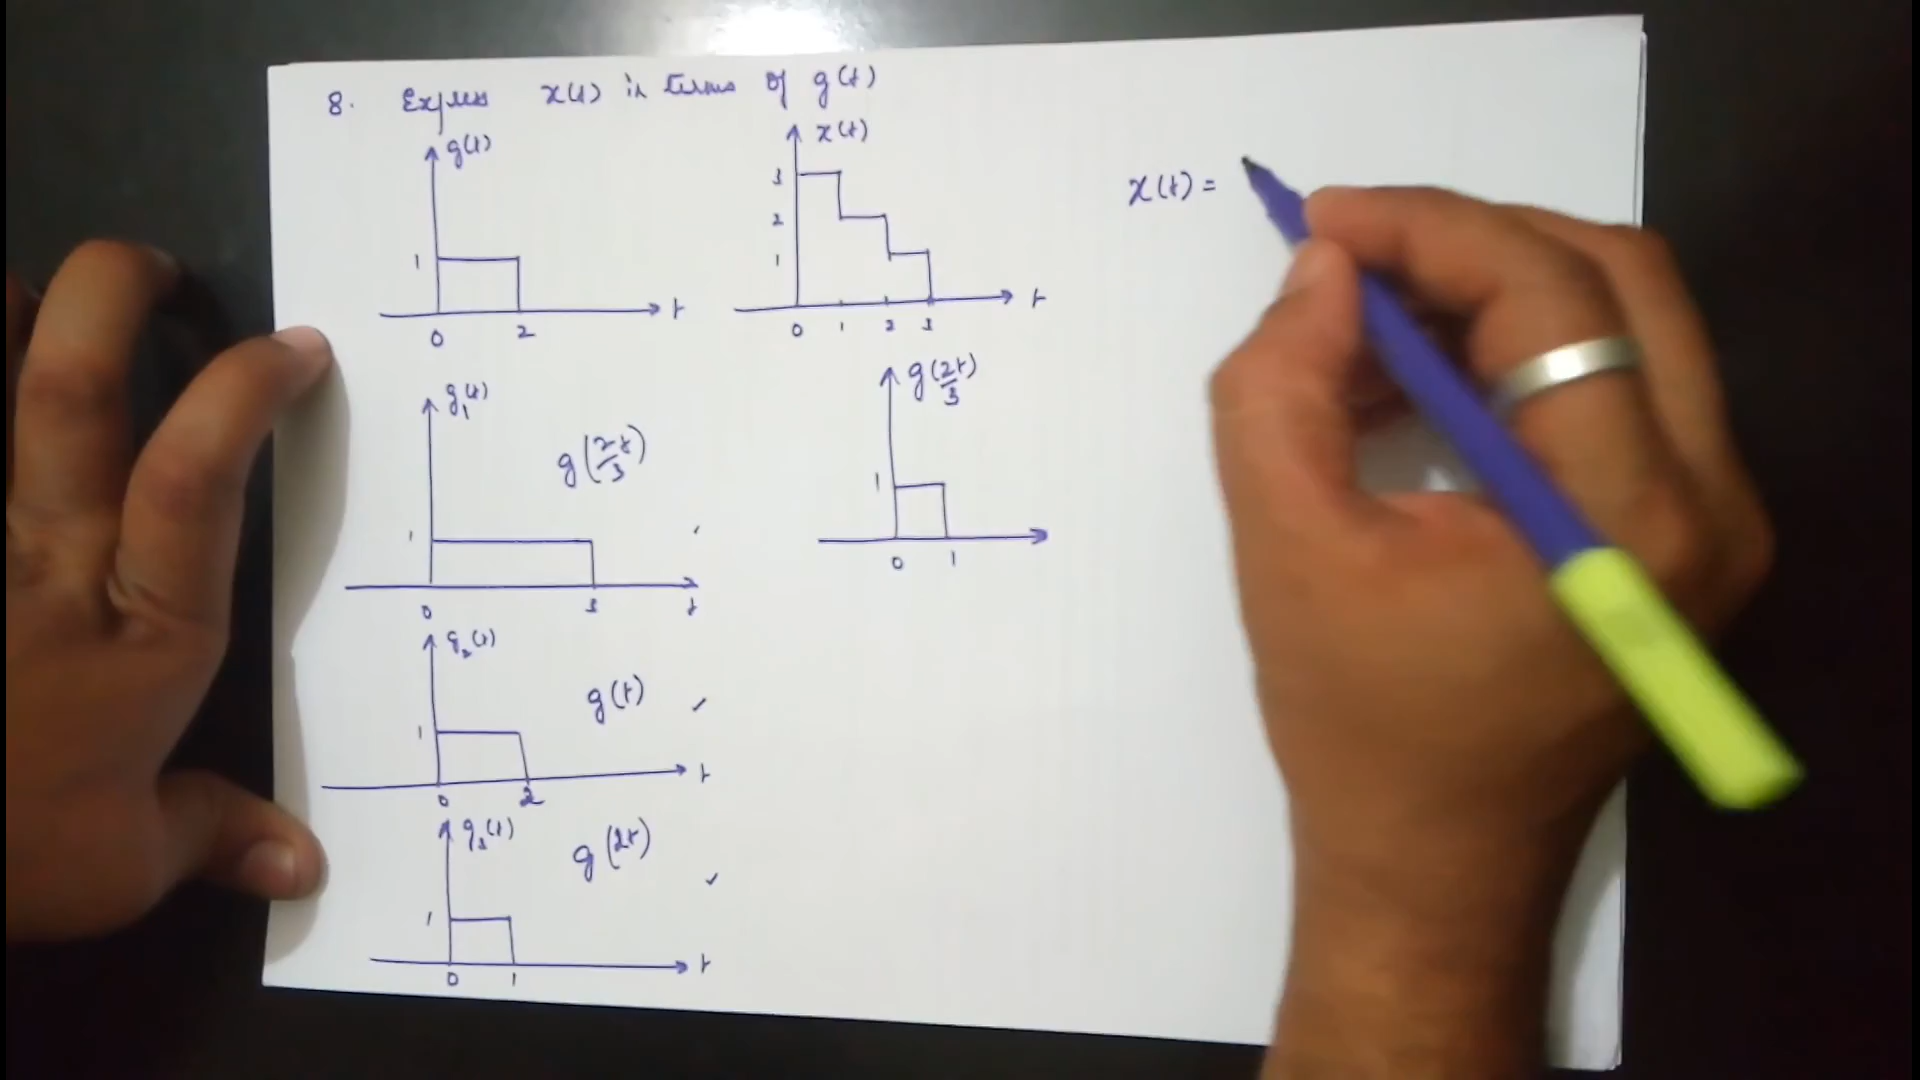 8. Express x(t) in terms of g(t)
g(t)
1
0 2 t
x(t)
3
2
1
0 1 2 3 t
x(t) =
g₁(t)
g(2t/3)
1
0 3 t
g(2t/3)
1
0 1
g₂(t)
g(t)
1
0 2 t
g₃(t)
g(2t)
1
0 1 t